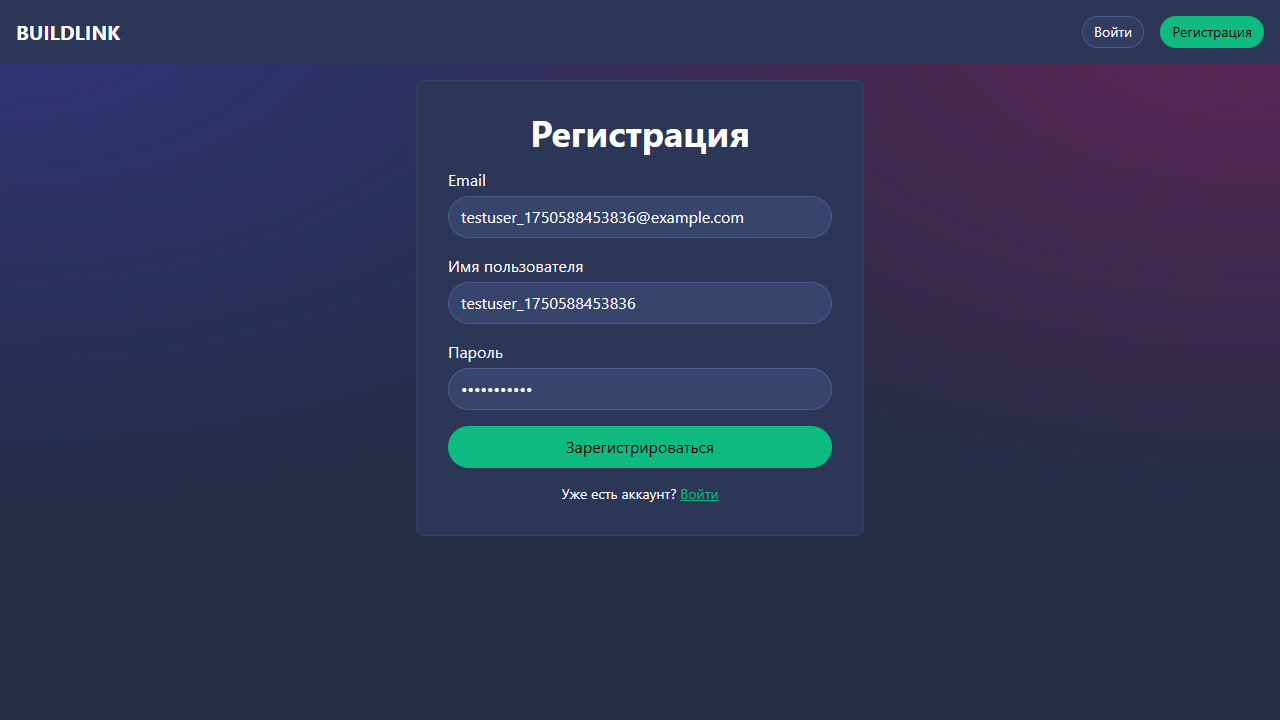 BUILDLINK
Войти
Регистрация
Регистрация
Email
testuser_1750588453836@example.com
Имя пользователя
testuser_1750588453836
Пароль
•••••••••••
Зарегистрироваться
Уже есть аккаунт? Войти